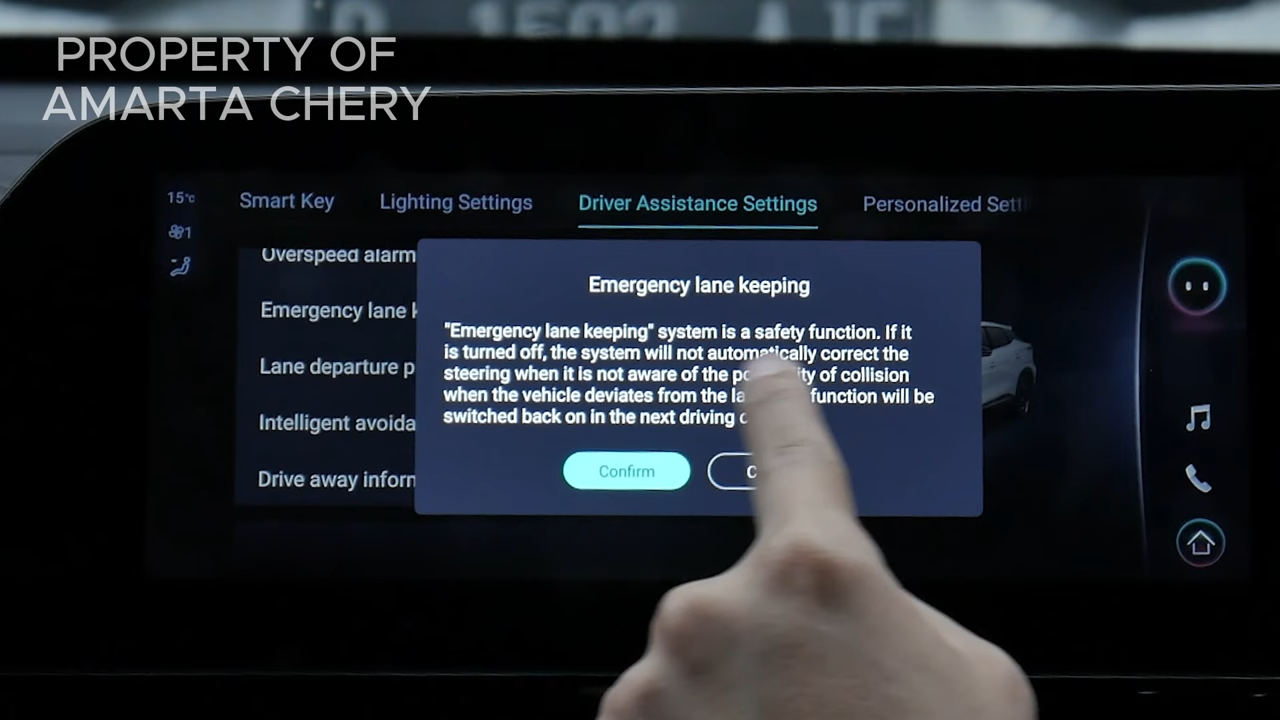 PROPERTY OF
AMARTA CHERY
15°c
Smart Key
Lighting Settings
Driver Assistance Settings
Personalized
1
Overspeed alarm
Emergency lane
Lane departure
Intelligent
Drive away
Emergency lane keeping
"Emergency lane keeping" system is a safety function. If it
is turned off, the system will not automatically correct the
steering when it is not aware of the of collision
when the vehicle deviates from the function will be
switched back on in the next driving
Confirm